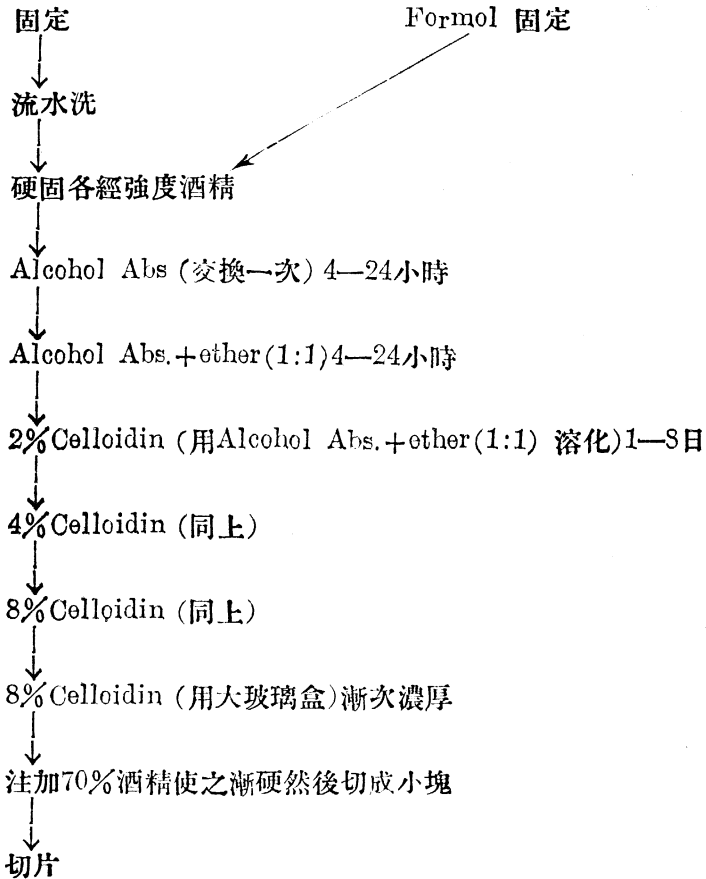 固定 Formol 固定
流水洗
硬固各經強度酒精
Alcohol Abs (交換一次) 4—24小時
Alcohol Abs.+ether(1:1)4—24小時
2%Celloidin (用Alcohol Abs.+ether(1:1) 溶化)1—8日
4%Celloidin (同上)
8%Celloidin (同上)
8%Celloidin (用大玻璃盒)漸次濃厚
注加70%酒精使之漸硬然後切成小塊
切片